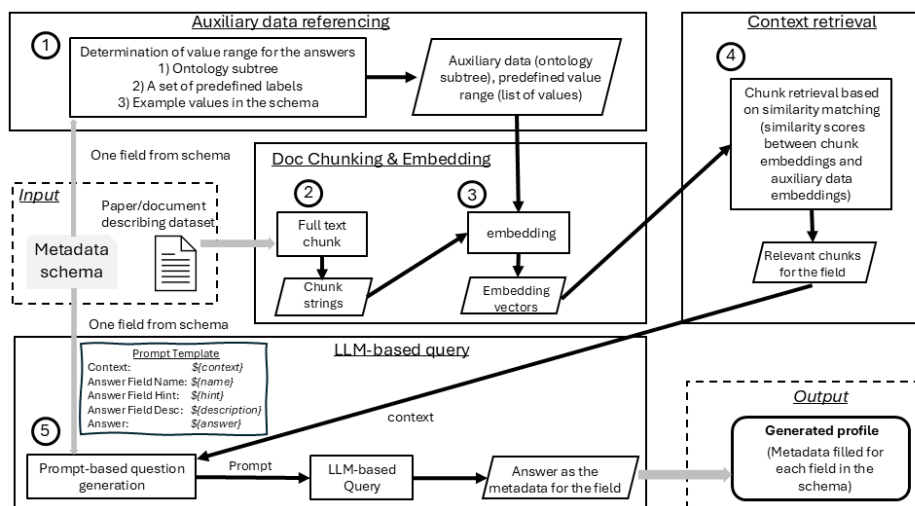 Auxiliary data referencing
1
Determination of value range for the answers
1) Ontology subtree
2) A set of predefined labels
3) Example values in the schema
Auxiliary data (ontology
subtree), predefined value
range (list of values)
Context retrieval
4
Chunk retrieval based
on similarity matching
(similarity scores
between chunk
embeddings and
auxiliary data
embeddings)
Relevant chunks
for the field
One field from schema
Input
Paper/document
describing dataset
Metadata
schema
Doc Chunking & Embedding
2
Full text
chunk
Chunk
strings
3
embedding
Embedding
vectors
One field from schema
LLM-based query
Prompt Template
Context: ${context}
Answer Field Name: ${name}
Answer Field Hint: ${hint}
Answer Field Desc: ${description}
Answer: ${answer}
context
5
Prompt-based question
generation
Prompt
LLM-based
Query
Answer as the
metadata for the field
Output
Generated profile
(Metadata filled for
each field in the
schema)